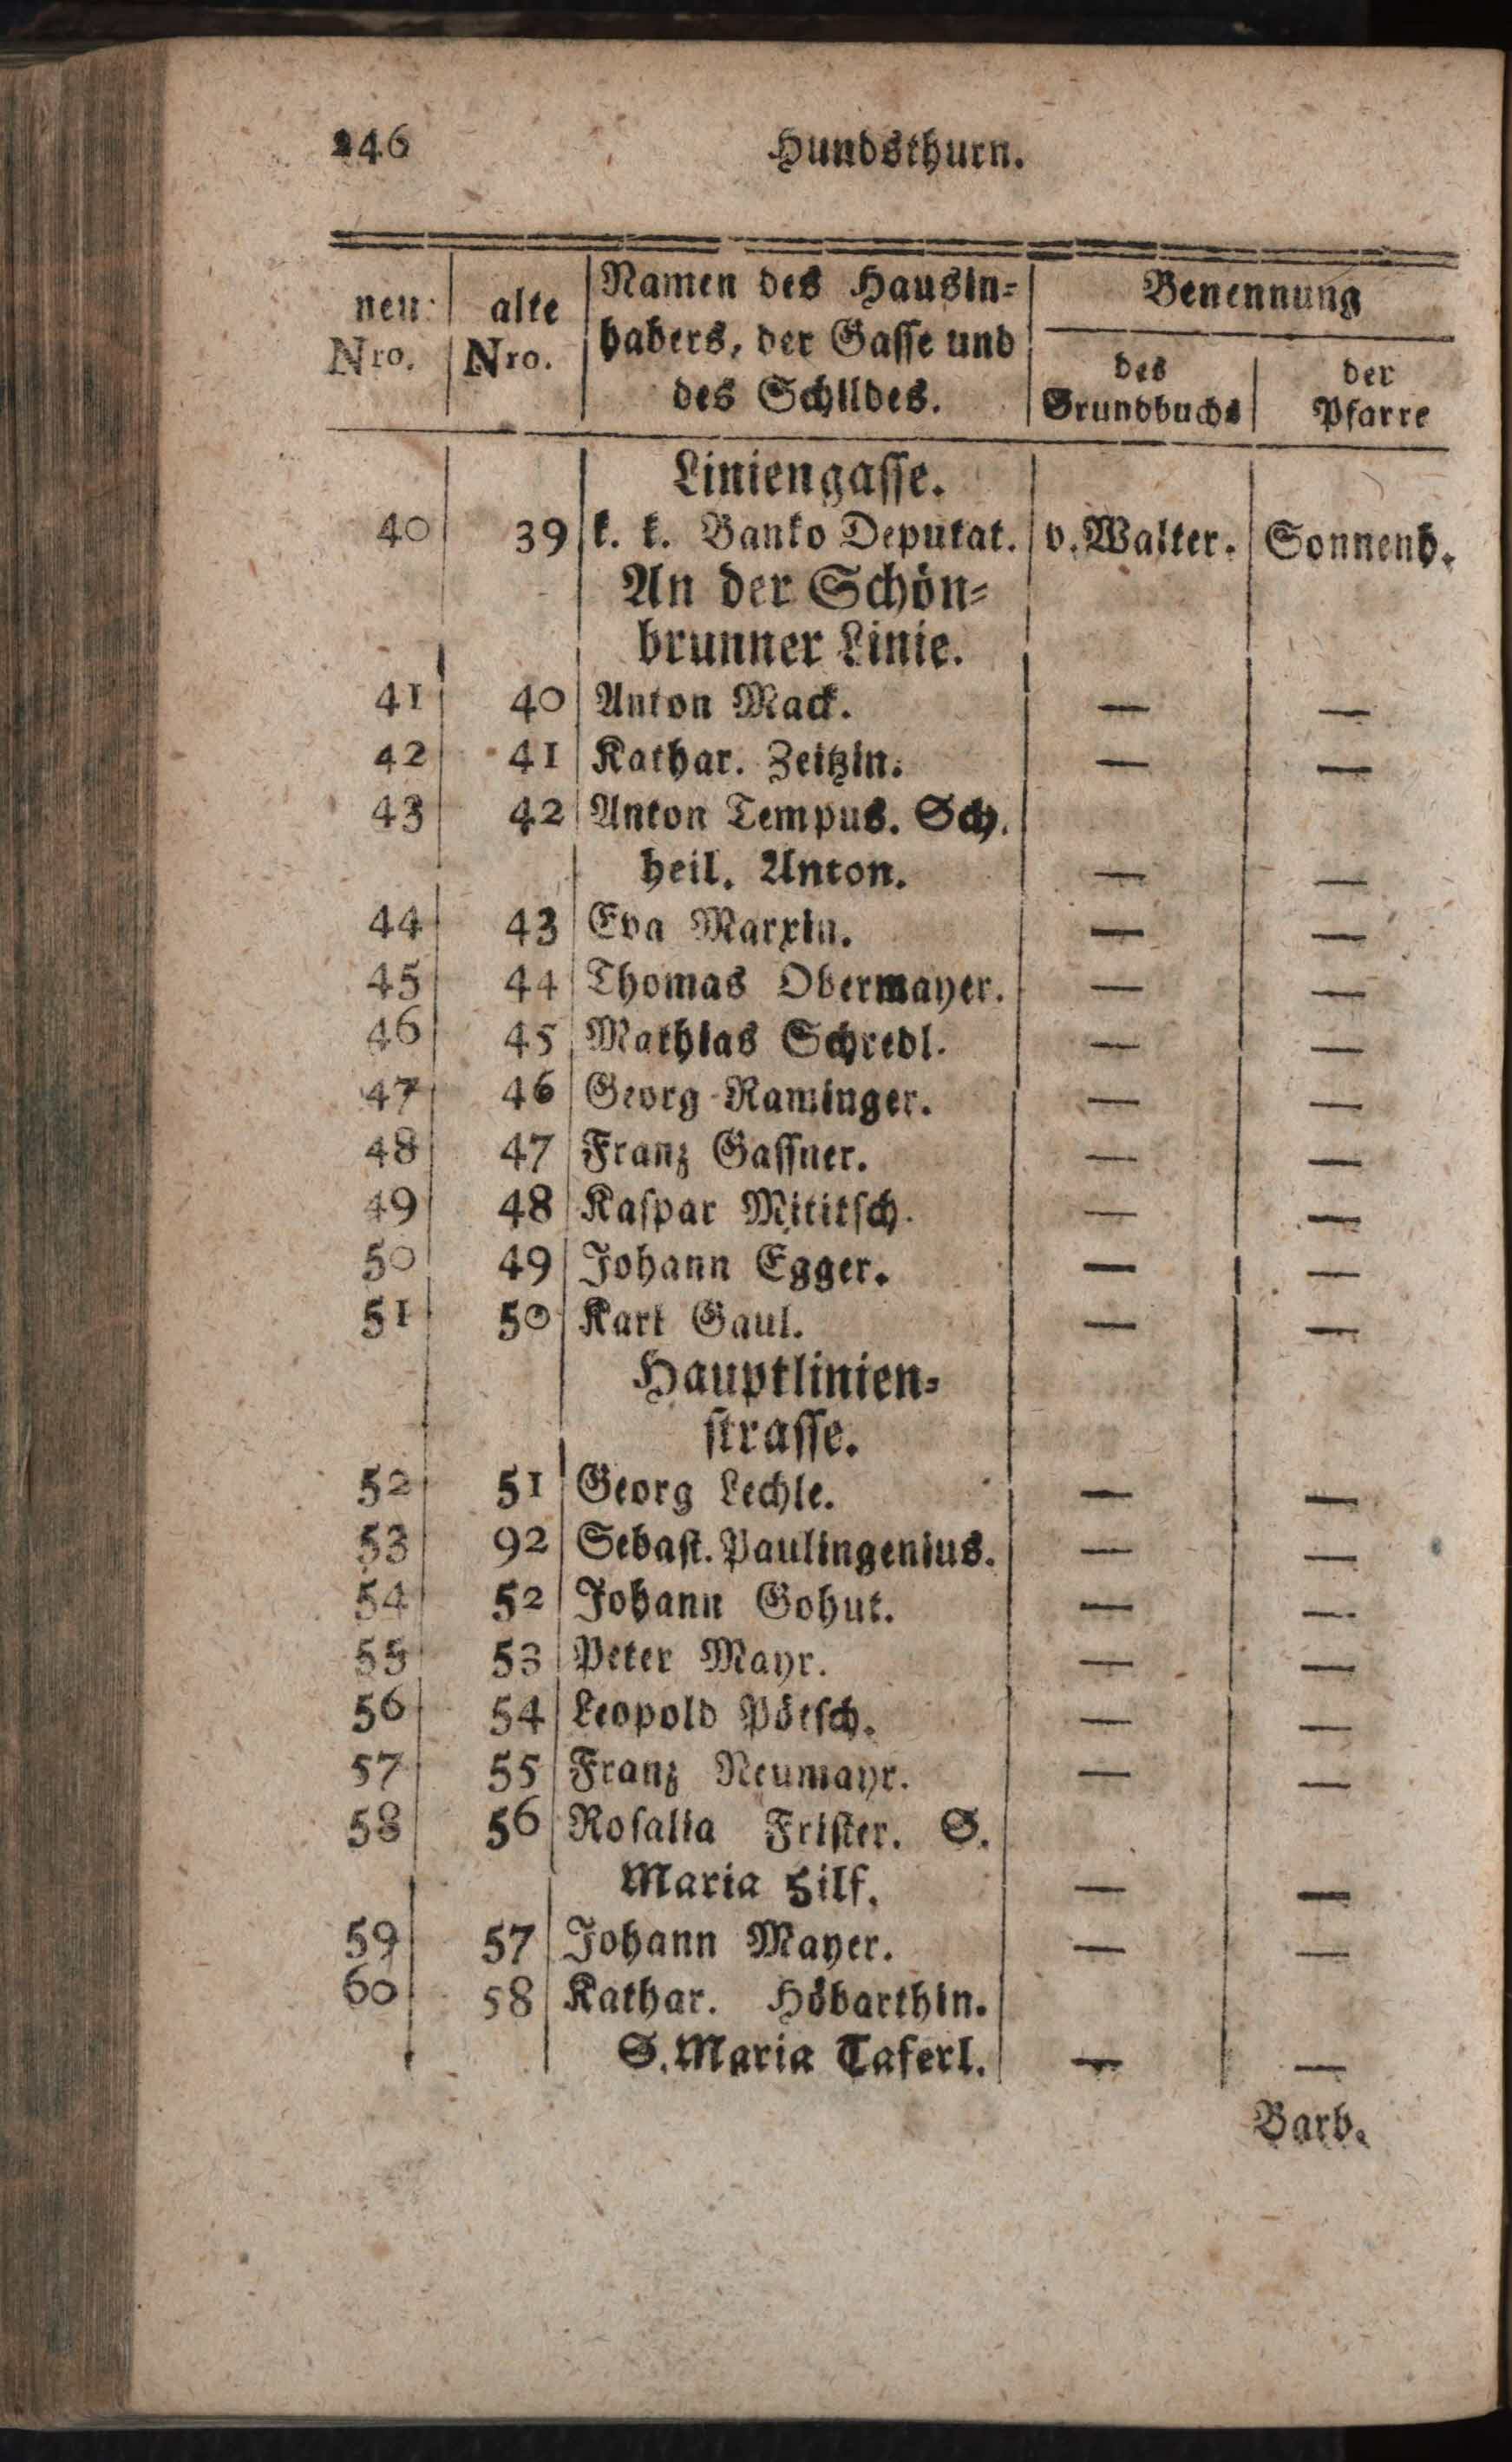 246 Hundsthurn.
neu Nro. | alte Nro. | Namen des Hausin-habers, der Gasse und des Schildes. | Benennung des Grundbuchs | der Pfarre
Liniengasse.
40 39 k. k. Banko Deputat. v. Walter. Sonnenh.
An der Schön-
brunner Linie.
41 40 Anton Mack. — —
42 41 Kathar. Zeitzin. — —
43 42 Anton Tempus. Sch.
heil. Anton. — —
44 43 Eva Marxin. — —
45 44 Thomas Obermayer. — —
46 45 Mathias Schredl. — —
47 46 Georg Raminger. — —
48 47 Franz Gassner. — —
49 48 Kaspar Mititsch. — —
50 49 Johann Egger. — —
51 50 Karl Gaul. — —
Hauptlinien-
strasse.
52 51 Georg Lechle. — —
53 92 Sebast. Paulingenius. — —
54 52 Johann Gohut. — —
55 53 Peter Mayr. — —
56 54 Leopold Pötsch. — —
57 55 Franz Neumayr. — —
58 56 Rosalia Frister. S.
Maria Hilf. — —
59 57 Johann Mayer. — —
60 58 Kathar. Höbarthin.
S. Maria Taferl. — —
Barb.